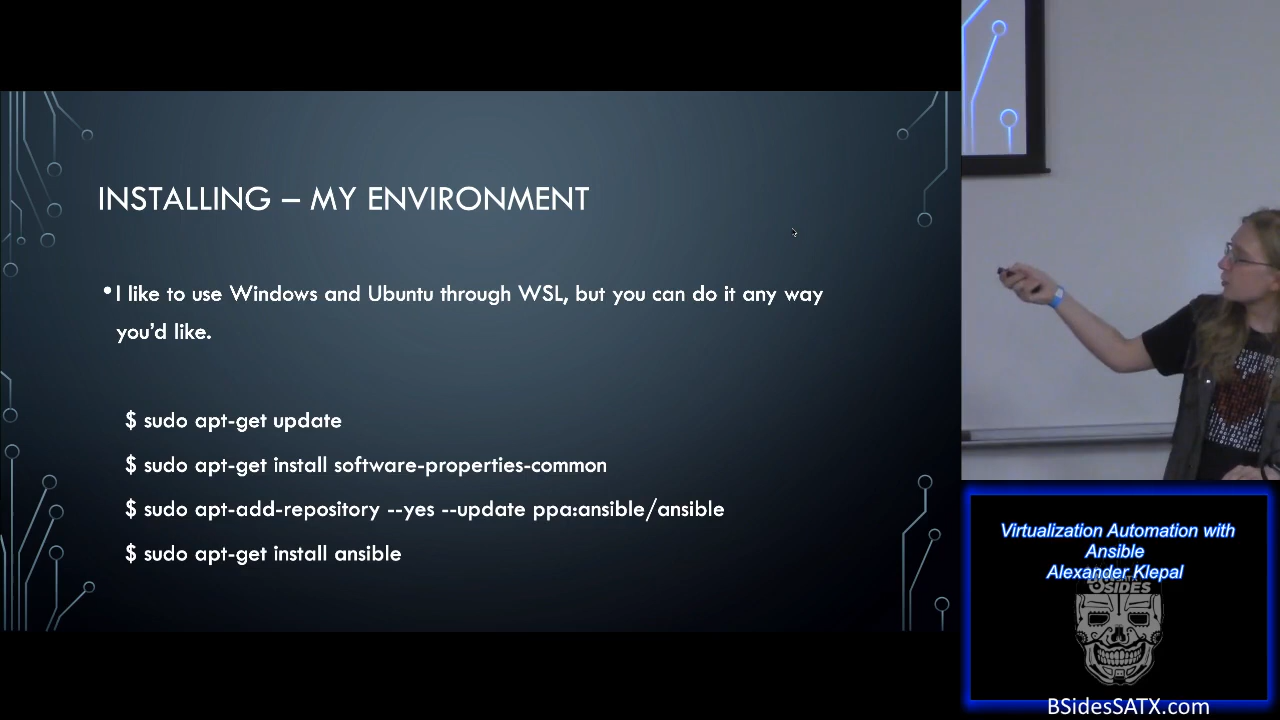 INSTALLING – MY ENVIRONMENT
•I like to use Windows and Ubuntu through WSL, but you can do it any way
you'd like.
$ sudo apt-get update
$ sudo apt-get install software-properties-common
$ sudo apt-add-repository --yes --update ppa:ansible/ansible
$ sudo apt-get install ansible
Virtualization Automation with
Ansible
Alexander Klepal
BSIDES
BSidesSATX.com